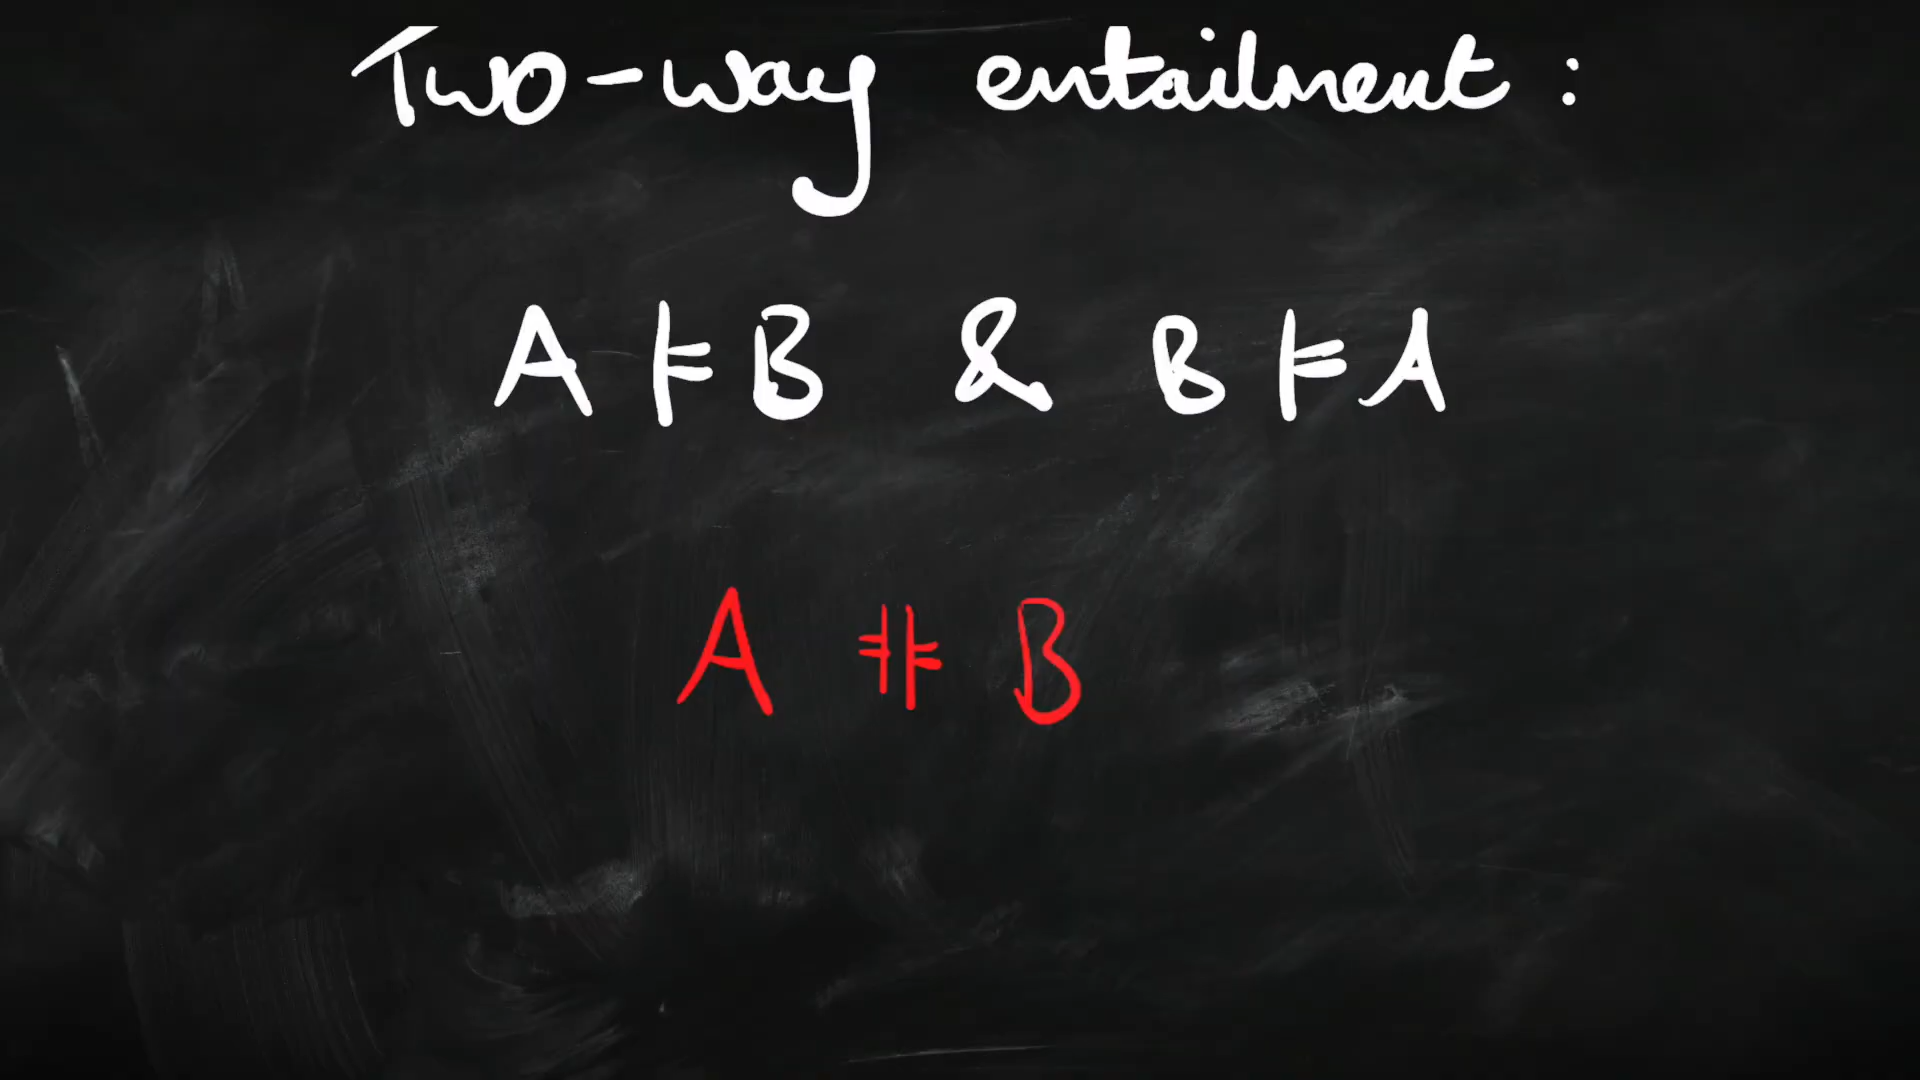 Two-way entailment:
A ⊨ B & B ⊨ A
A ⫤⊨ B